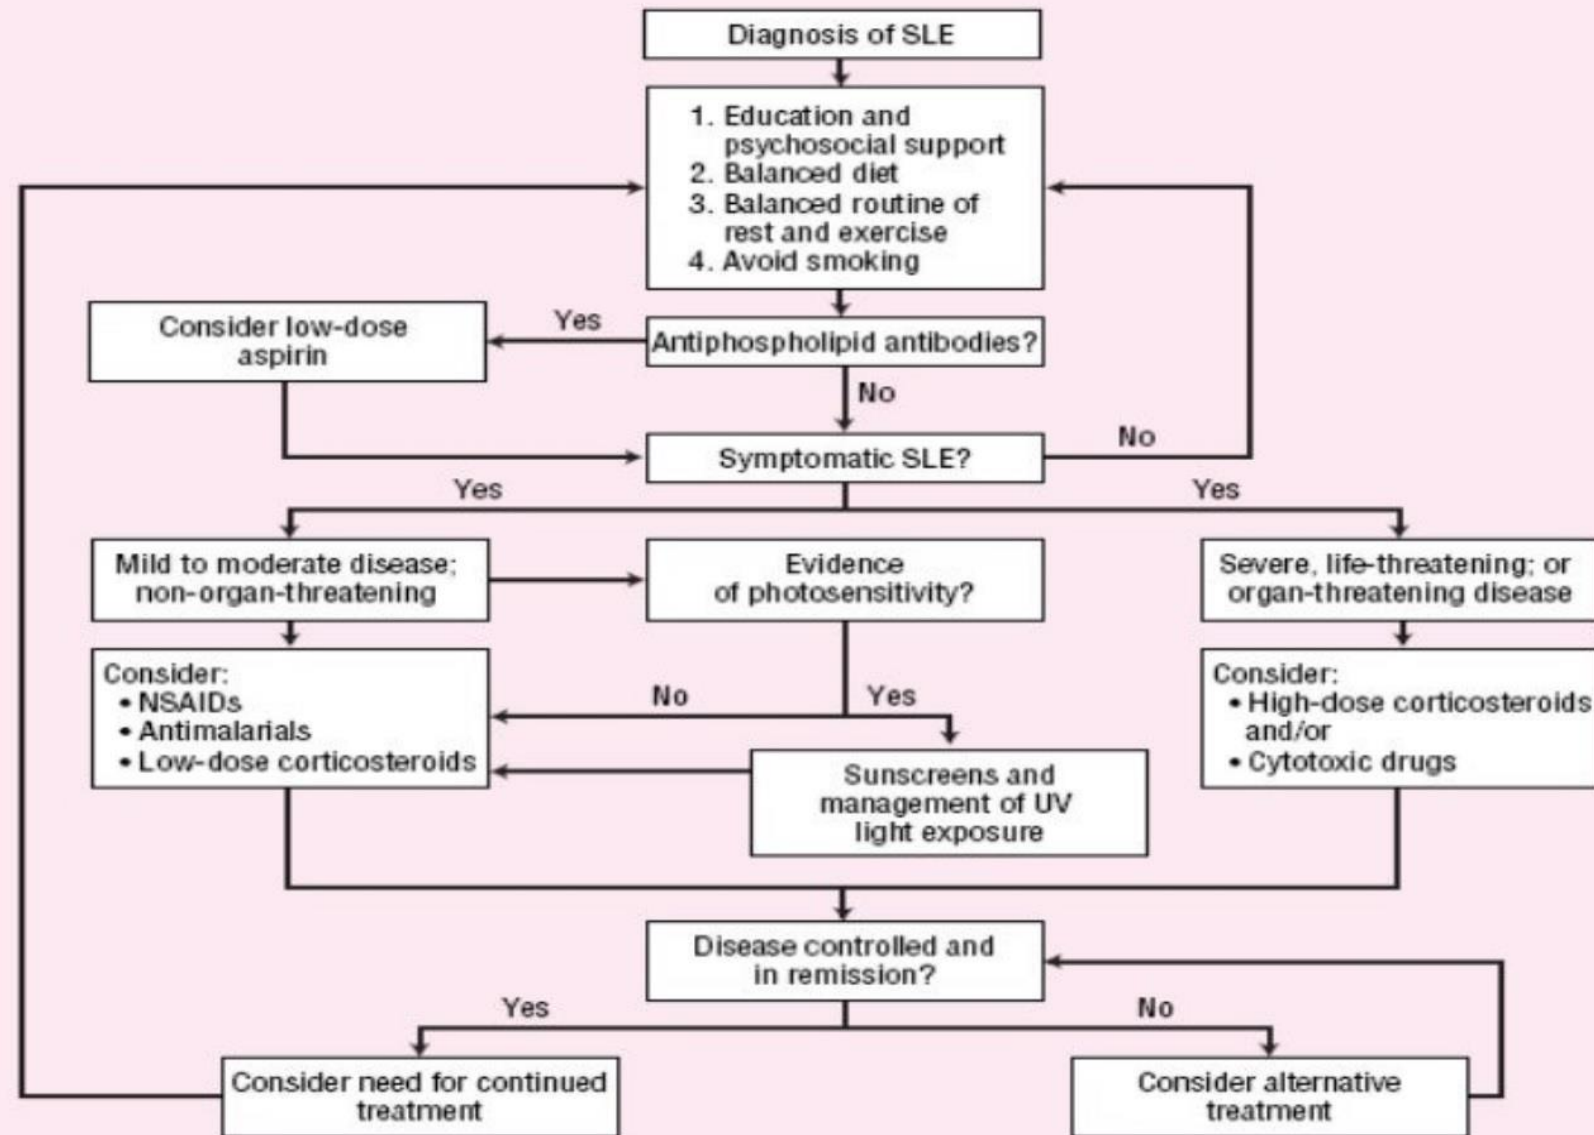 Diagnosis of SLE
1. Education and
psychosocial support
2. Balanced diet
3. Balanced routine of
rest and exercise
4. Avoid smoking
Consider low-dose
aspirin
Yes
Antiphospholipid antibodies?
No
Symptomatic SLE?
No
Yes
Yes
Mild to moderate disease;
non-organ-threatening
Evidence
of photosensitivity?
Severe, life-threatening; or
organ-threatening disease
Consider:
• NSAIDs
• Antimalarials
• Low-dose corticosteroids
No
Yes
Sunscreens and
management of UV
light exposure
Consider:
• High-dose corticosteroids
and/or
• Cytotoxic drugs
Disease controlled and
in remission?
Yes
No
Consider need for continued
treatment
Consider alternative
treatment